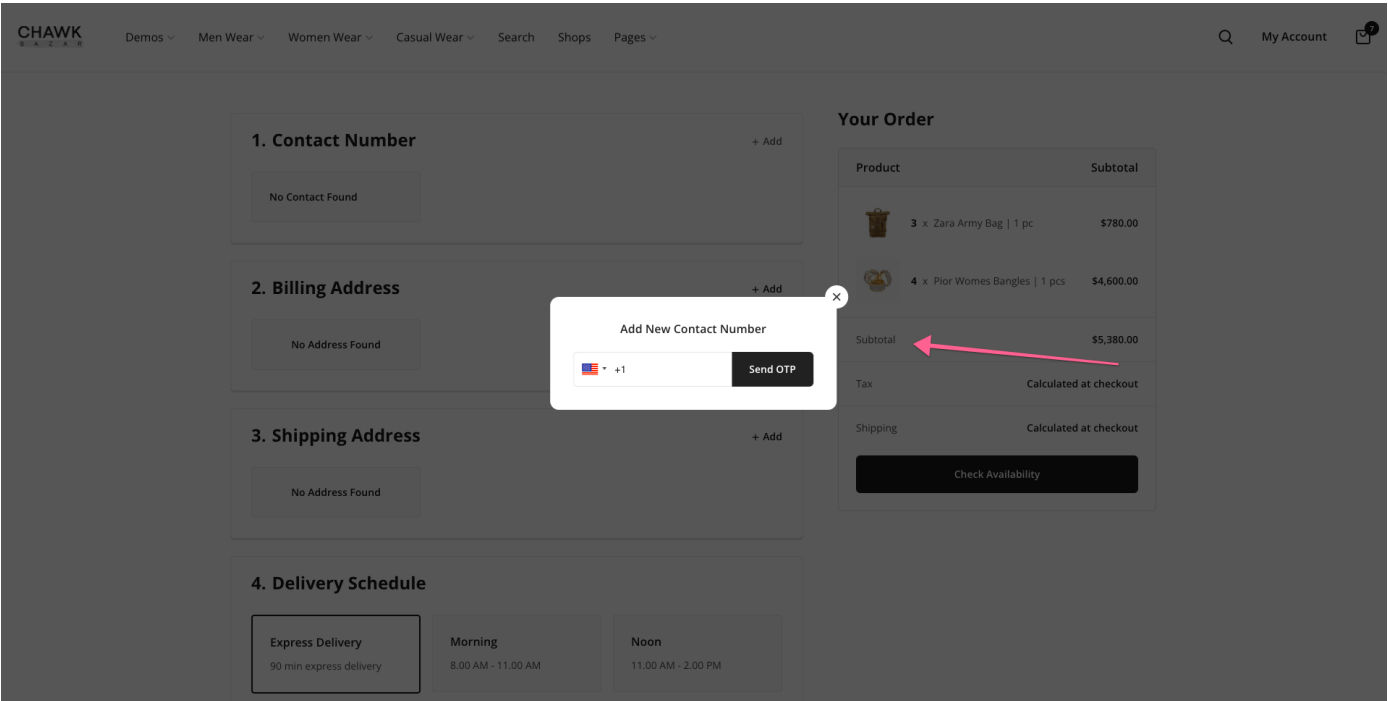 CHAWK
BAZAR
Demos
Men Wear
Women Wear
Casual Wear
Search
Shops
Pages
My Account
7
1. Contact Number
+ Add
No Contact Found
2. Billing Address
+ Add
No Address Found
3. Shipping Address
+ Add
No Address Found
4. Delivery Schedule
Express Delivery
90 min express delivery
Morning
8.00 AM - 11.00 AM
Noon
11.00 AM - 2.00 PM
Add New Contact Number
+1
Send OTP
Your Order
Product Subtotal
3 x Zara Army Bag | 1 pc $780.00
4 x Pior Womes Bangles | 1 pcs $4,600.00
Subtotal $5,380.00
Tax Calculated at checkout
Shipping Calculated at checkout
Check Availability